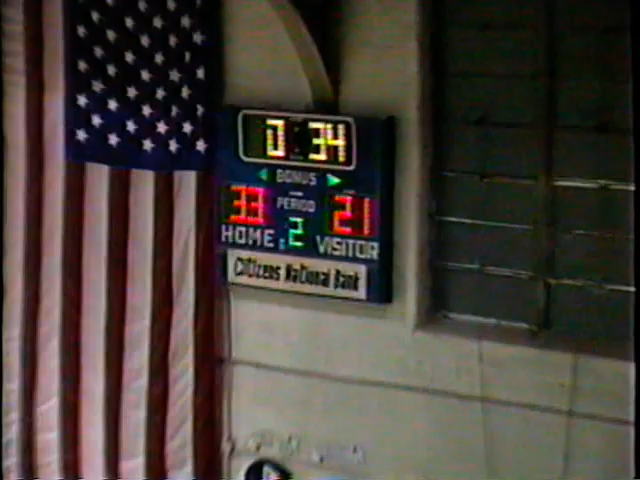 0:34
BONUS
33 PERIOD 21
HOME 2 VISITOR
Citizens National Bank